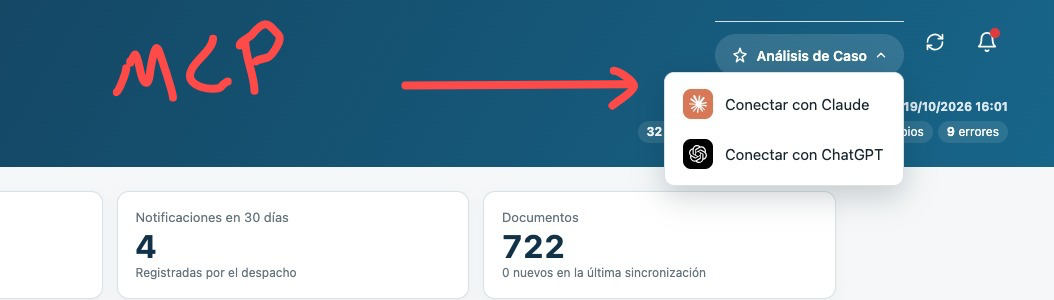 MCP
Análisis de Caso
Conectar con Claude
Conectar con ChatGPT
19/10/2026 16:01
32
9 errores
Notificaciones en 30 días
4
Registradas por el despacho
Documentos
722
0 nuevos en la última sincronización